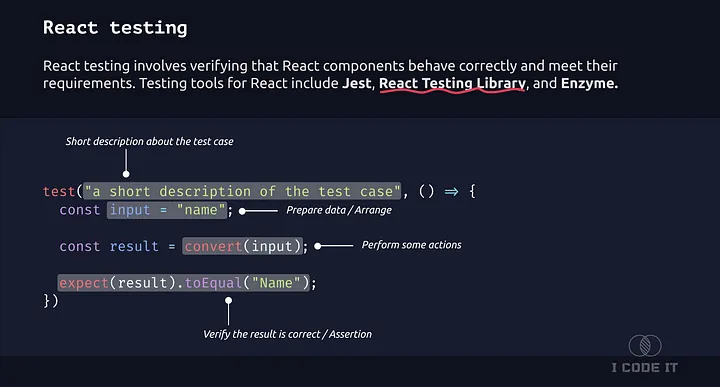 React testing
React testing involves verifying that React components behave correctly and meet their
requirements. Testing tools for React include Jest, React Testing Library, and Enzyme.
Short description about the test case
test("a short description of the test case", () => {
const input = "name";
Prepare data / Arrange
const result = convert(input);
Perform some actions
expect(result).toEqual("Name");
})
Verify the result is correct / Assertion
I CODE IT